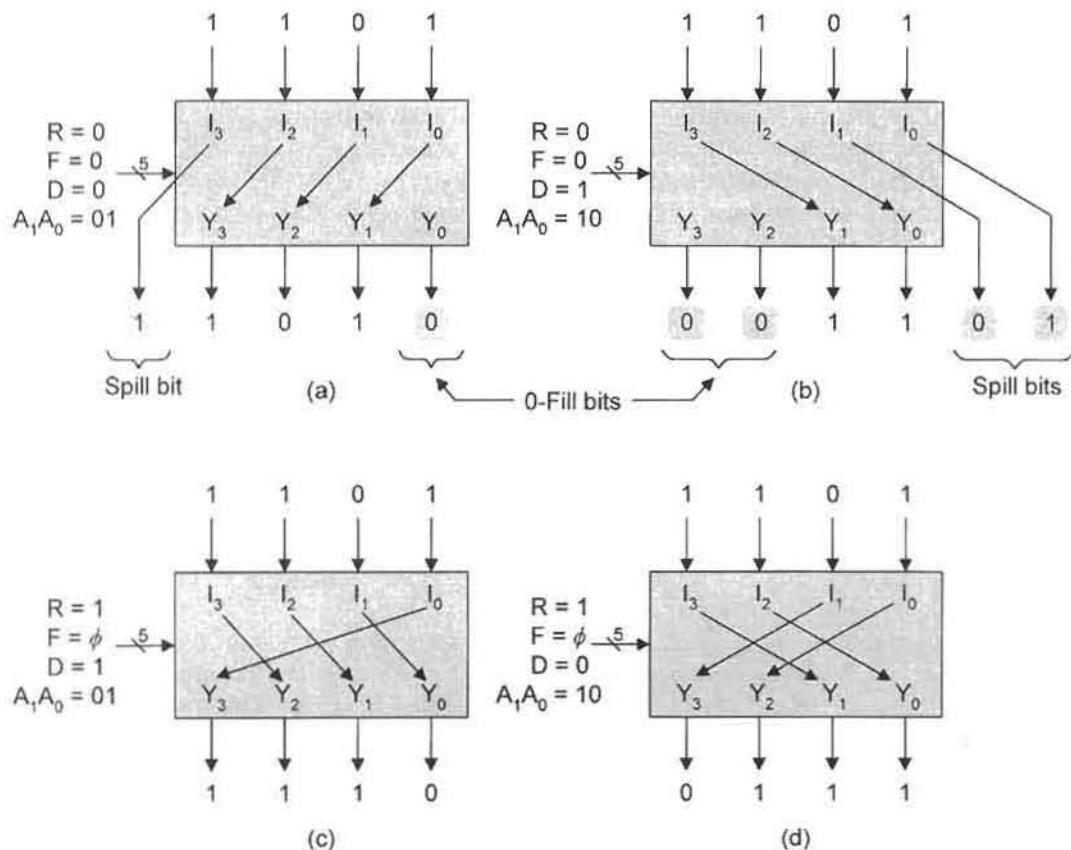 1 1 0 1
I3 I2 I1 I0
R = 0
F = 0
D = 0
A1A0 = 01
5
Y3 Y2 Y1 Y0
1 1 0 1 0
Spill bit
(a)
1 1 0 1
I3 I2 I1 I0
R = 0
F = 0
D = 1
A1A0 = 10
5
Y3 Y2 Y1 Y0
0 0 1 1 0 1
(b)
Spill bits
0-Fill bits
1 1 0 1
I3 I2 I1 I0
R = 1
F = ϕ
D = 1
A1A0 = 01
5
Y3 Y2 Y1 Y0
1 1 1 0
(c)
1 1 0 1
I3 I2 I1 I0
R = 1
F = ϕ
D = 0
A1A0 = 10
5
Y3 Y2 Y1 Y0
0 1 1 1
(d)